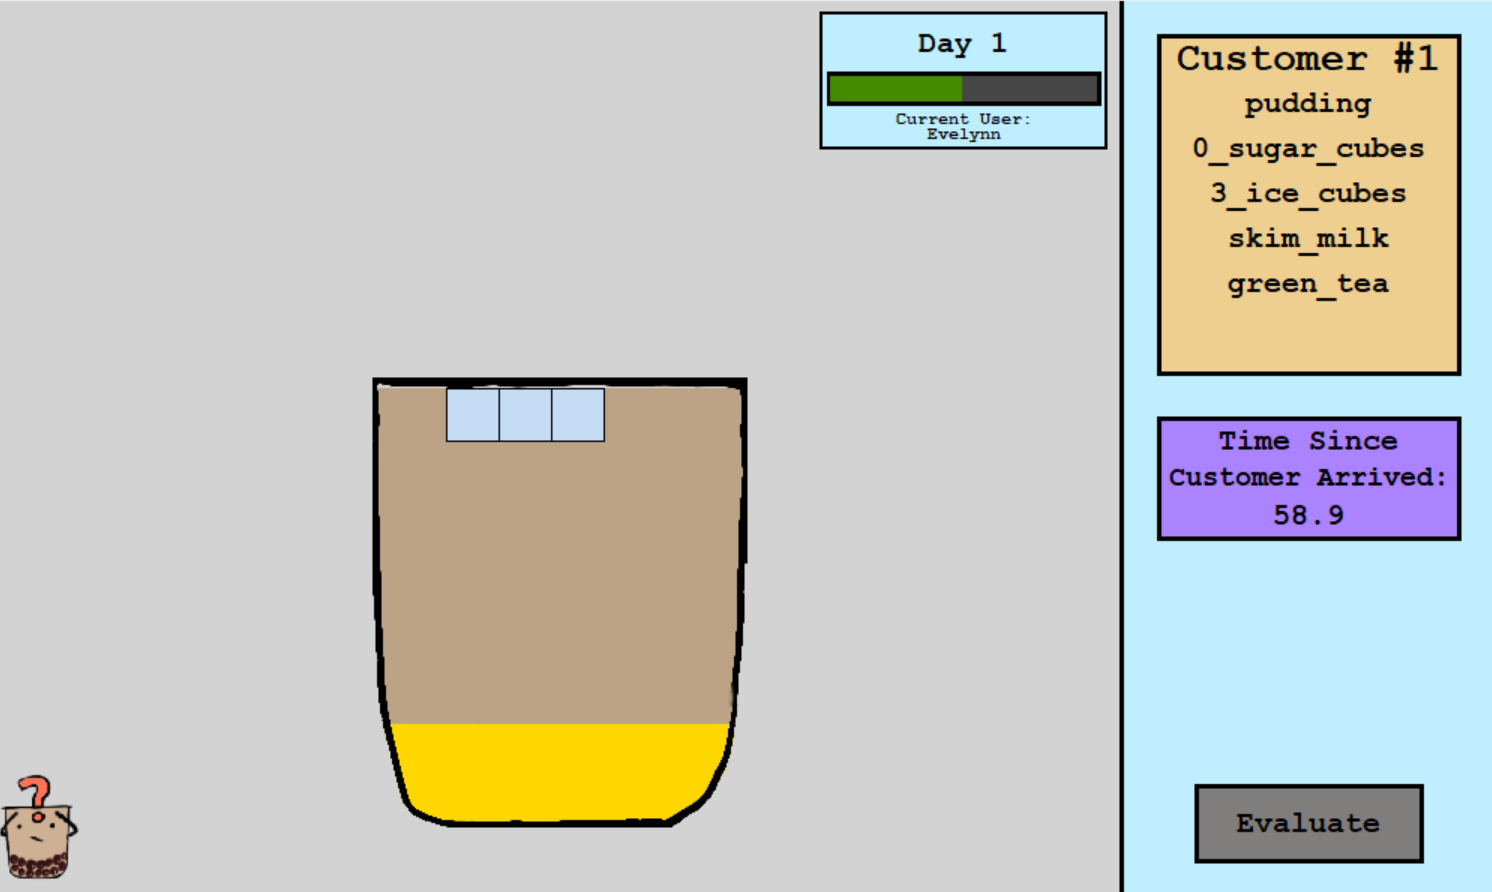 Day 1
Current User:
Evelynn
Customer #1
pudding
0_sugar_cubes
3_ice_cubes
skim_milk
green_tea
Time Since
Customer Arrived:
58.9
Evaluate
?